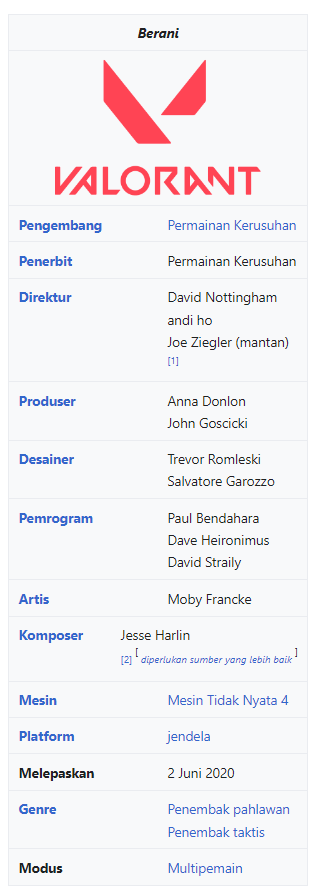 Berani
VALORANT
Pengembang Permainan Kerusuhan
Penerbit Permainan Kerusuhan
Direktur David Nottingham
andi ho
Joe Ziegler (mantan)
[1]
Produser Anna Donlon
John Goscicki
Desainer Trevor Romleski
Salvatore Garozzo
Pemrogram Paul Bendahara
Dave Heironimus
David Straily
Artis Moby Francke
Komposer Jesse Harlin
[2] [ diperlukan sumber yang lebih baik ]
Mesin Mesin Tidak Nyata 4
Platform jendela
Melepaskan 2 Juni 2020
Genre Penembak pahlawan
Penembak taktis
Modus Multipemain